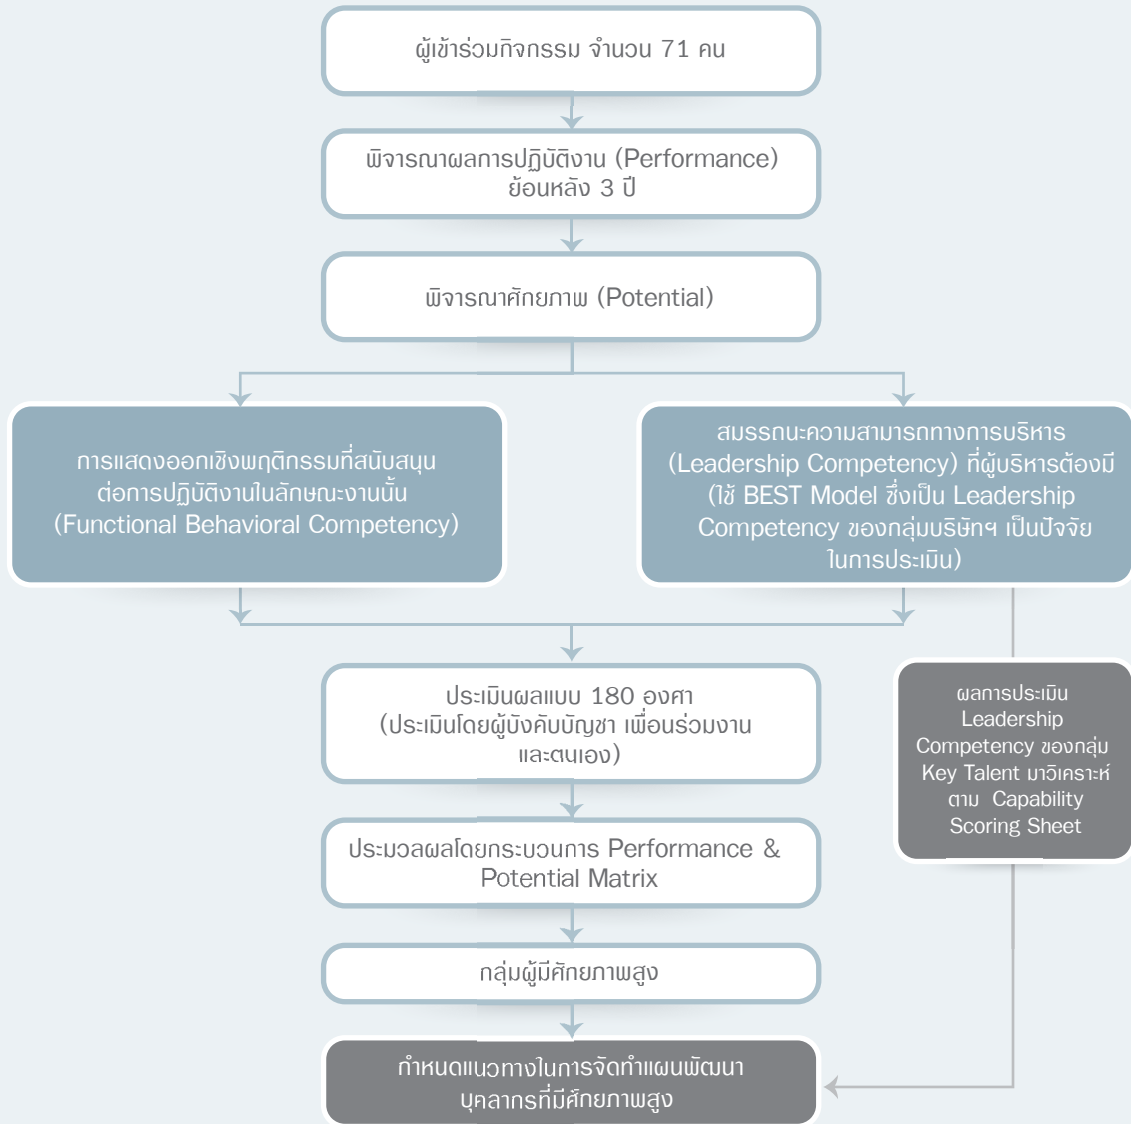 ผู้เข้าร่วมกิจกรรม จำนวน 71 คน
พิจารณาผลการปฏิบัติงาน (Performance)
ย้อนหลัง 3 ปี
พิจารณาศักยภาพ (Potential)
การแสดงออกเชิงพฤติกรรมที่สนับสนุน
ต่อการปฏิบัติงานในลักษณะงานนั้น
(Functional Behavioral Competency)
สมรรถนะความสามารถทางการบริหาร
(Leadership Competency) ที่ผู้บริหารต้องมี
(ใช้ BEST Model ซึ่งเป็น Leadership
Competency ของกลุ่มบริษัทฯ เป็นปัจจัย
ในการประเมิน)
ประเมินผลแบบ 180 องศา
(ประเมินโดยผู้บังคับบัญชา เพื่อนร่วมงาน
และตนเอง)
ผลการประเมิน
Leadership
Competency ของกลุ่ม
Key Talent มาวิเคราะห์
ตาม Capability
Scoring Sheet
ประมวลผลโดยกระบวนการ Performance &
Potential Matrix
กลุ่มผู้มีศักยภาพสูง
กำหนดแนวทางในการจัดทำแผนพัฒนา
บุคลากรที่มีศักยภาพสูง